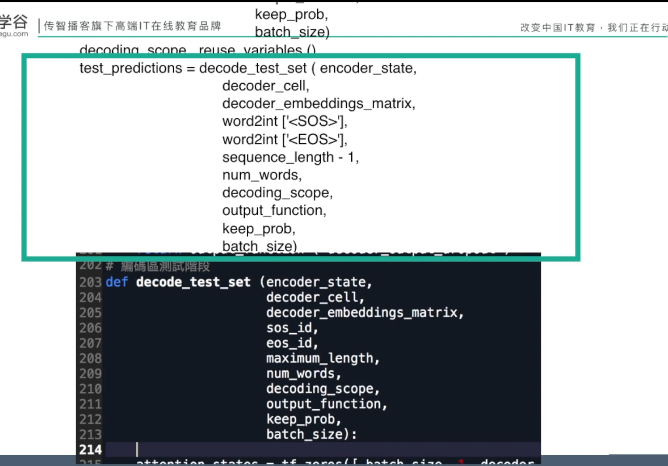 学谷
agu.com
传智播客旗下高端IT在线教育品牌
改变中国IT教育,我们正在行动
keep_prob,
batch_size)
decoding_scope . reuse_variables ()
test_predictions = decode_test_set ( encoder_state,
decoder_cell,
decoder_embeddings_matrix,
word2int ['<SOS>'],
word2int ['<EOS>'],
sequence_length - 1,
num_words,
decoding_scope,
output_function,
keep_prob,
batch_size)
202 # 編碼區測試階段
203 def decode_test_set (encoder_state,
204 decoder_cell,
205 decoder_embeddings_matrix,
206 sos_id,
207 eos_id,
208 maximum_length,
209 num_words,
210 decoding_scope,
211 output_function,
212 keep_prob,
213 batch_size):
214
215 attention_states = tf.zeros([ batch_size, 1, decoder